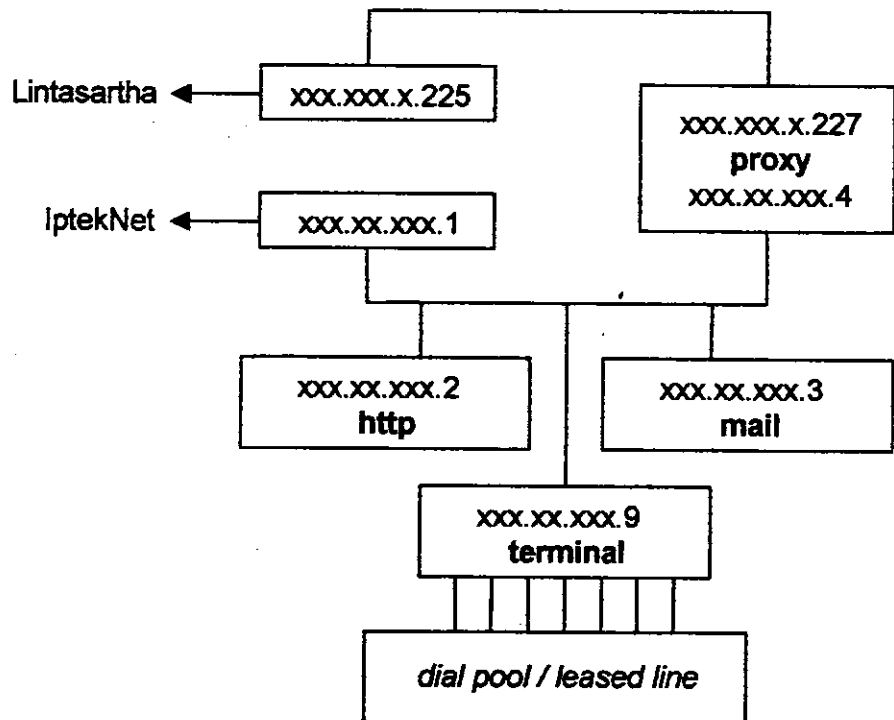 Lintasartha
xxx.xxx.x.225
xxx.xxx.x.227
proxy
xxx.xx.xxx.4
IptekNet
xxx.xx.xxx.1
xxx.xx.xxx.2
http
xxx.xx.xxx.3
mail
xxx.xx.xxx.9
terminal
dial pool / leased line